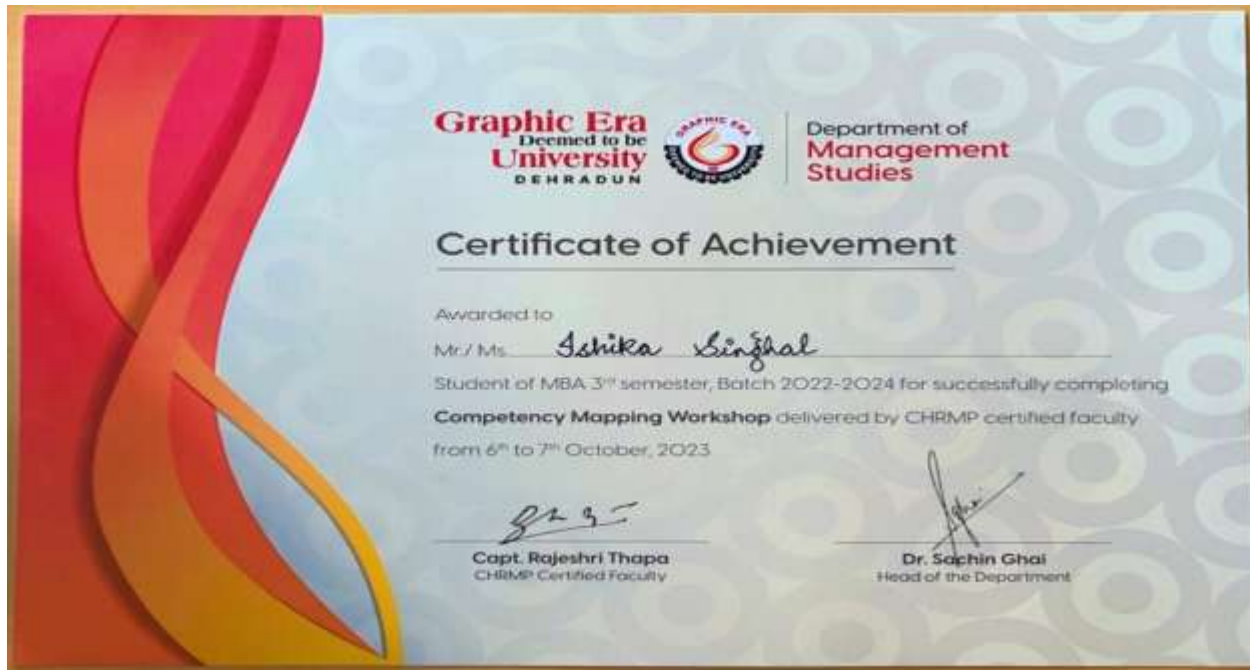 Graphic Era
Deemed to be
University
DEHRADUN
GRAPHIC ERA
Department of
Management
Studies
Certificate of Achievement
Awarded to
Mr./ Ms. Ishika Singhal
Student of MBA 3rd semester, Batch 2022-2024 for successfully completing
Competency Mapping Workshop delivered by CHRMP certified faculty
from 6th to 7th October, 2023
Capt. Rajeshri Thapa
CHRMP Certified Faculty
Dr. Sachin Ghai
Head of the Department